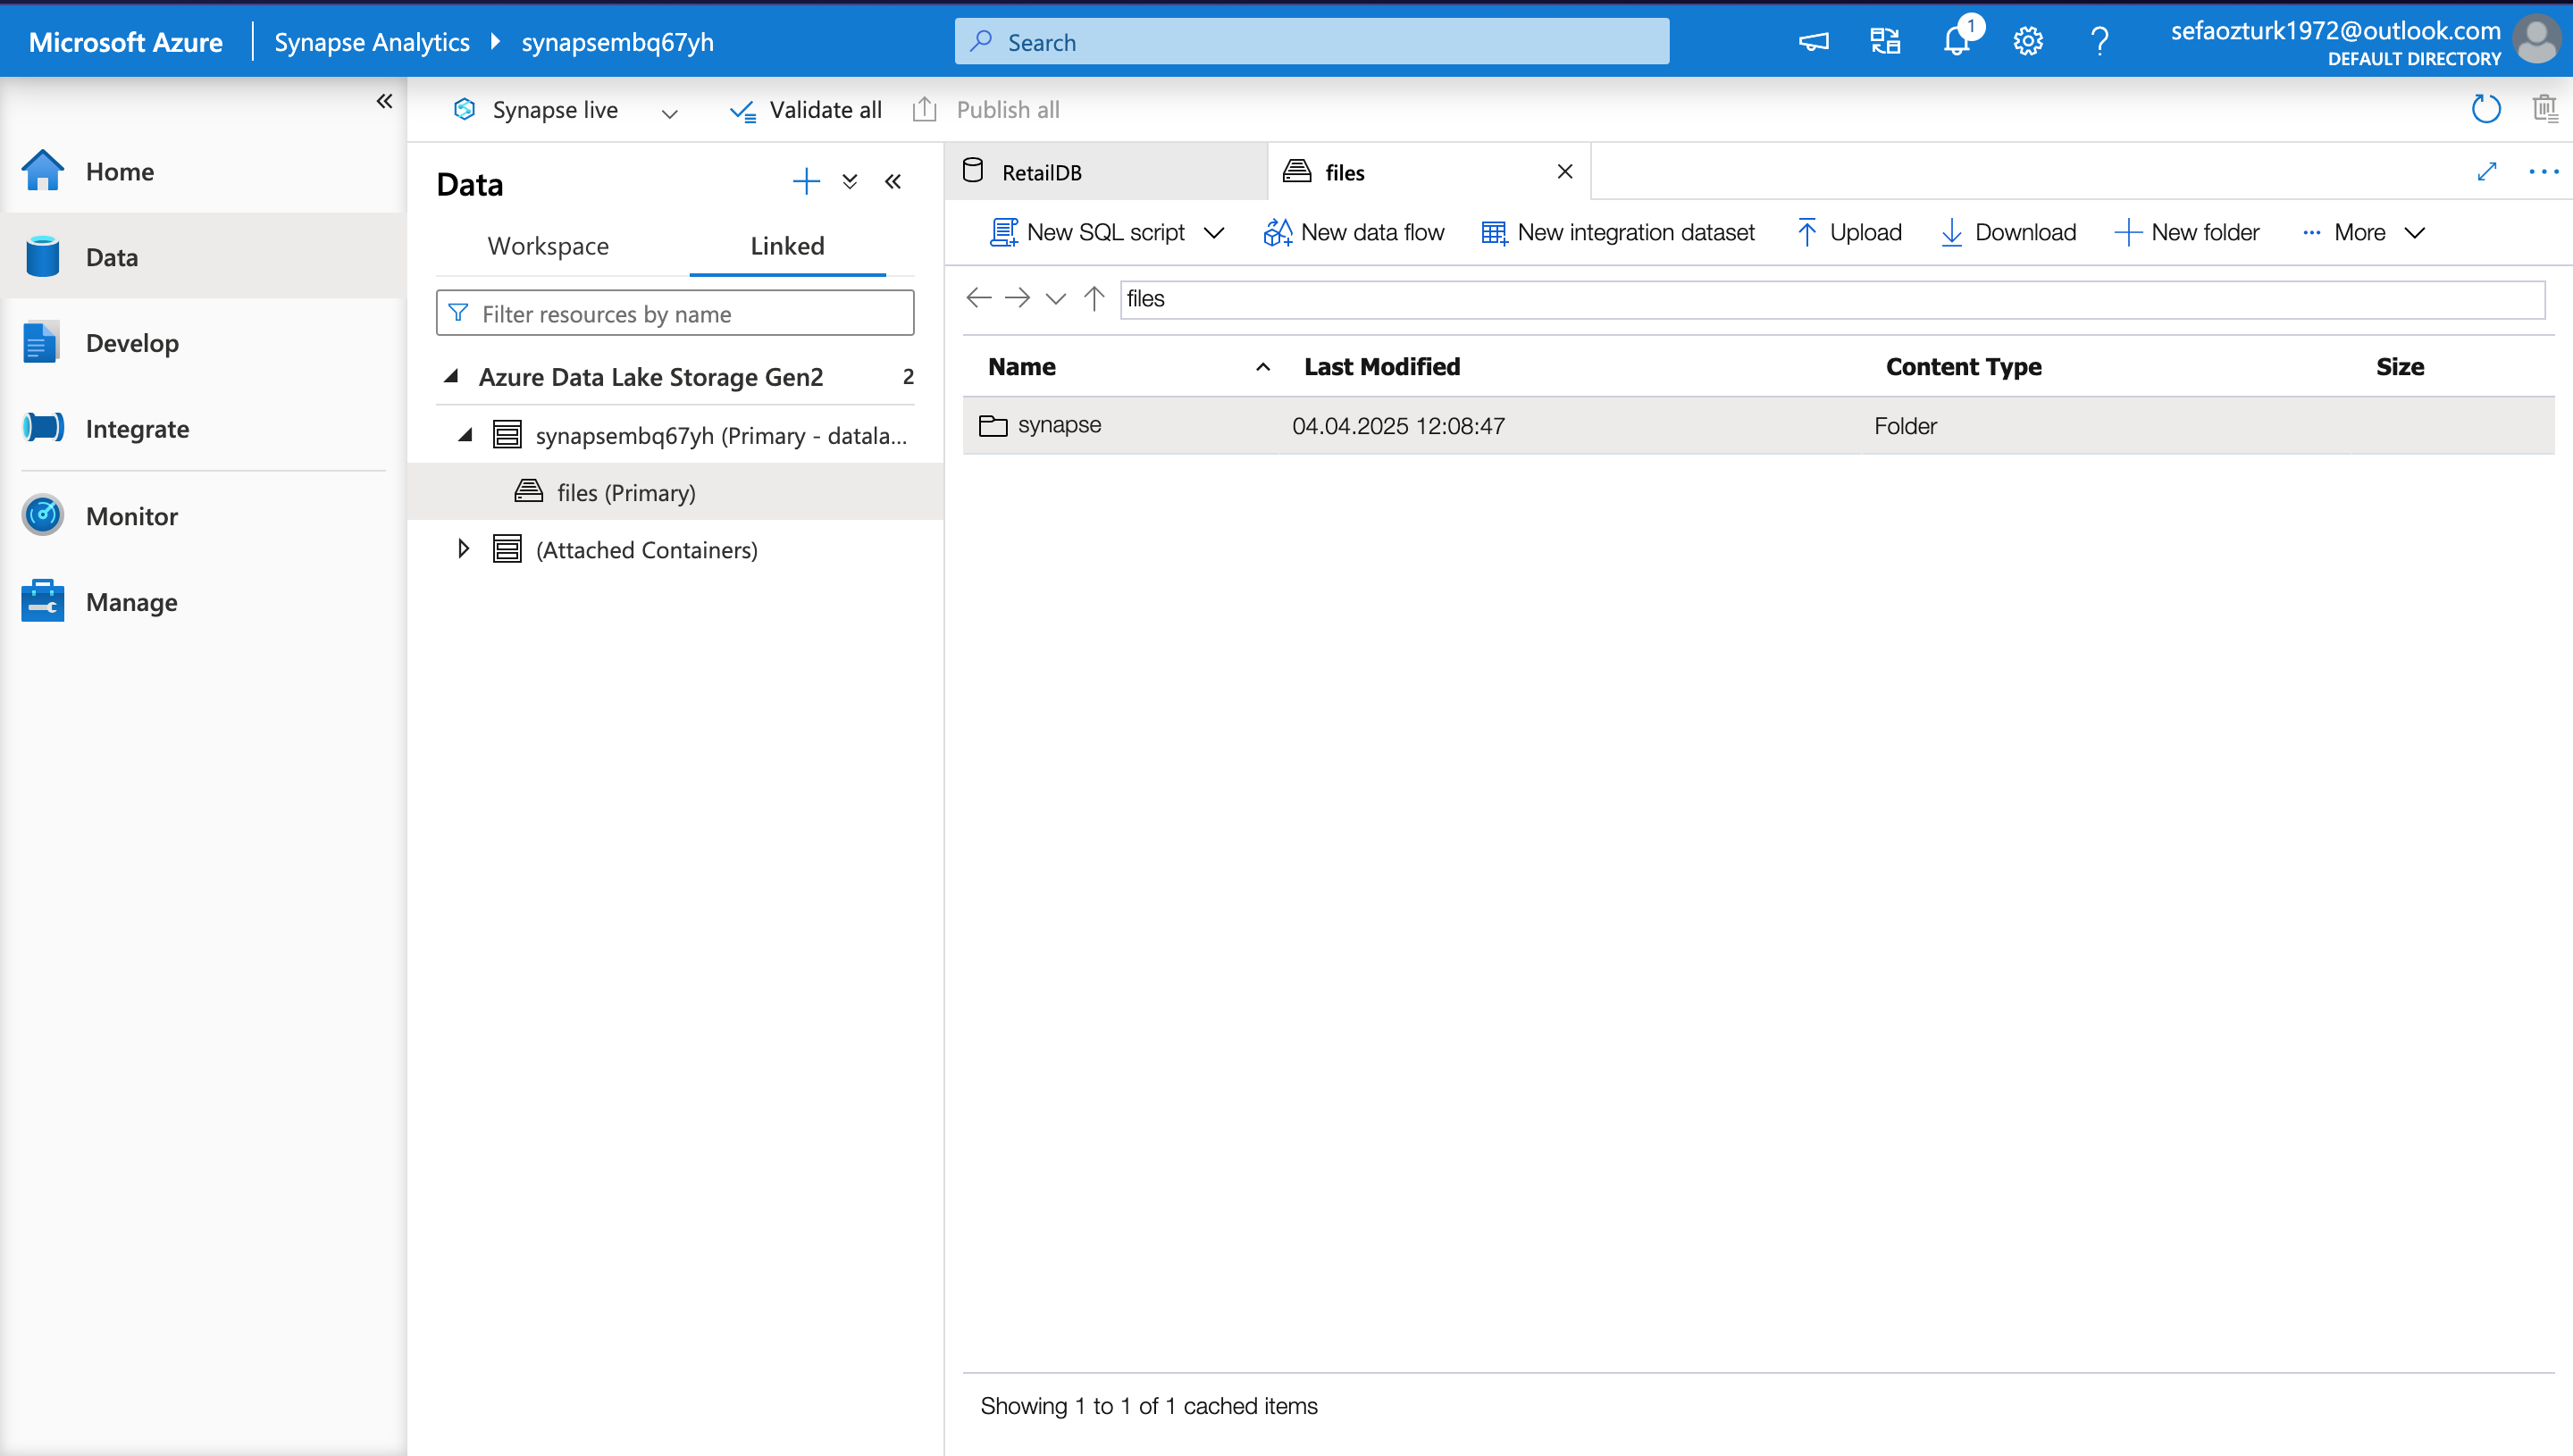 Microsoft Azure
Synapse Analytics
synapsembq67yh
Search
1
sefaozturk1972@outlook.com
DEFAULT DIRECTORY
Synapse live
Validate all
Publish all
Home
Data
Develop
Integrate
Monitor
Manage
Data
Workspace
Linked
Filter resources by name
Azure Data Lake Storage Gen2
2
synapsembq67yh (Primary - datala...
files (Primary)
(Attached Containers)
RetailDB
files
New SQL script
New data flow
New integration dataset
Upload
Download
New folder
More
files
Name
Last Modified
Content Type
Size
synapse
04.04.2025 12:08:47
Folder
Showing 1 to 1 of 1 cached items